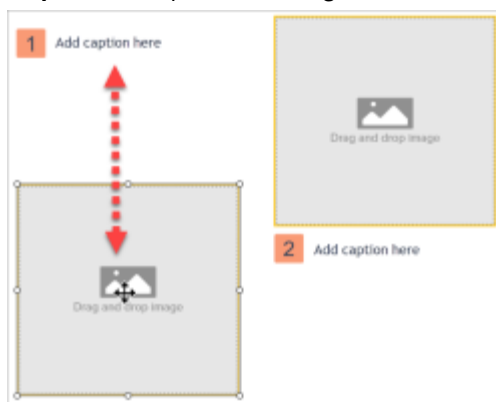 1 Add caption here
Drag and drop image
Drag and drop image
2 Add caption here